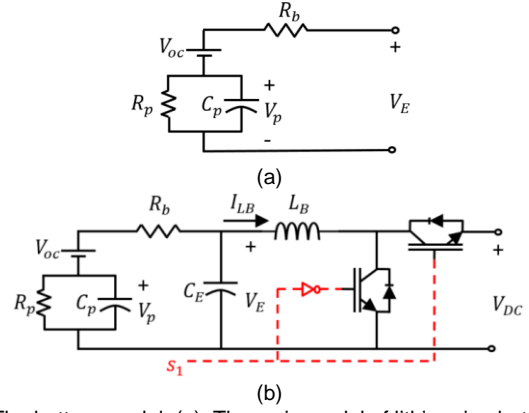 R_b
V_oc
+
R_p
C_p
+
V_p
-
V_E
(a)
R_b
I_LB
L_B
+
V_oc
R_p
C_p
+
V_p
C_E
V_E
+
V_DC
s_1
(b)